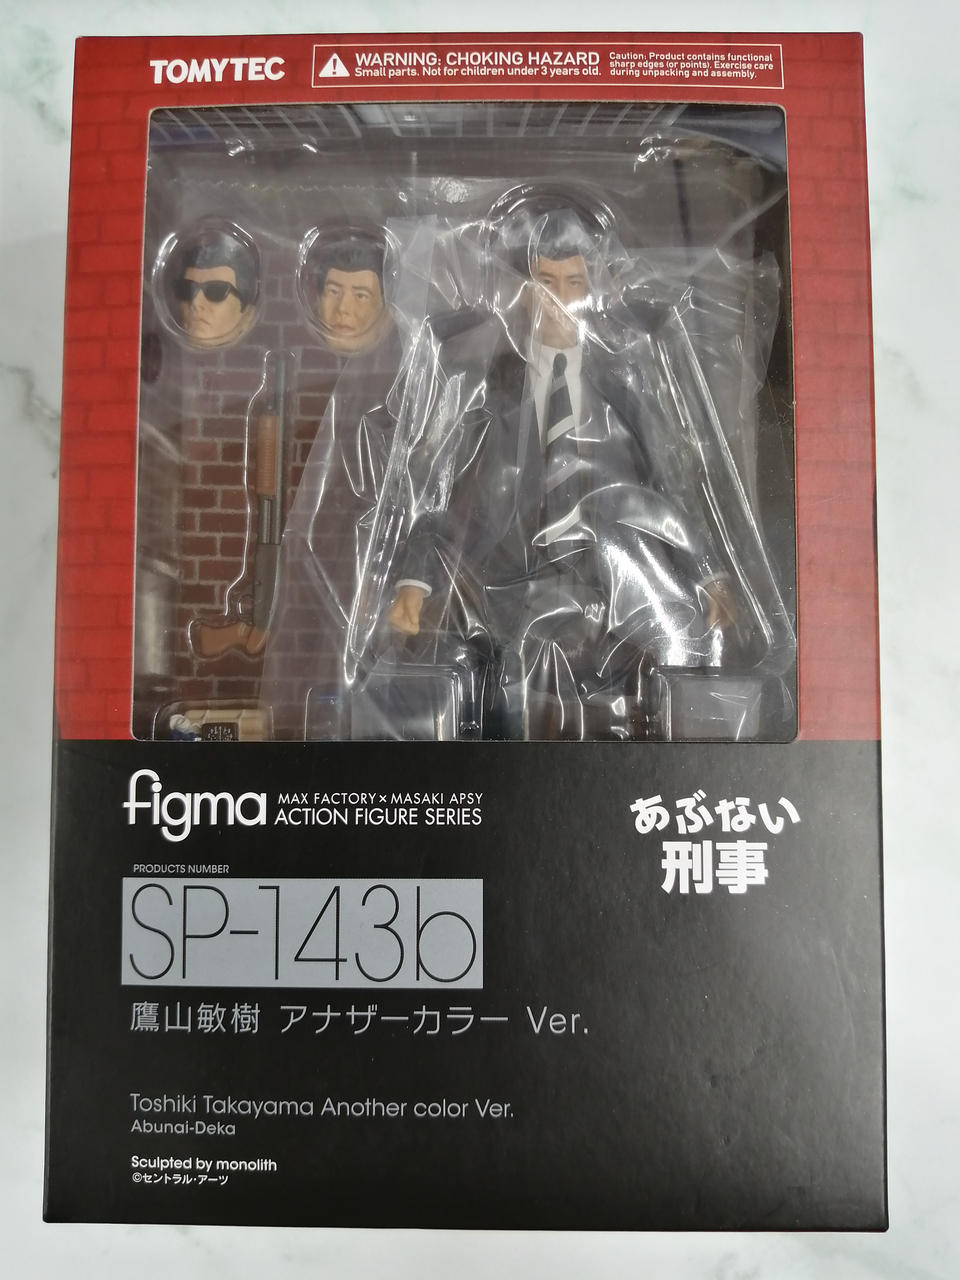 TOMYTEC
WARNING: CHOKING HAZARD
Small parts. Not for children under 3 years old.
Caution: Product contains functional
sharp edges (or points). Exercise care
during unpacking and assembly.
figma
MAX FACTORY × MASAKI APSY
ACTION FIGURE SERIES
あぶない
刑事
PRODUCTS NUMBER
SP-143b
鷹山敏樹 アナザーカラー Ver.
Toshiki Takayama Another color Ver.
Abunai-Deka
Sculpted by monolith
©セントラル・アーツ